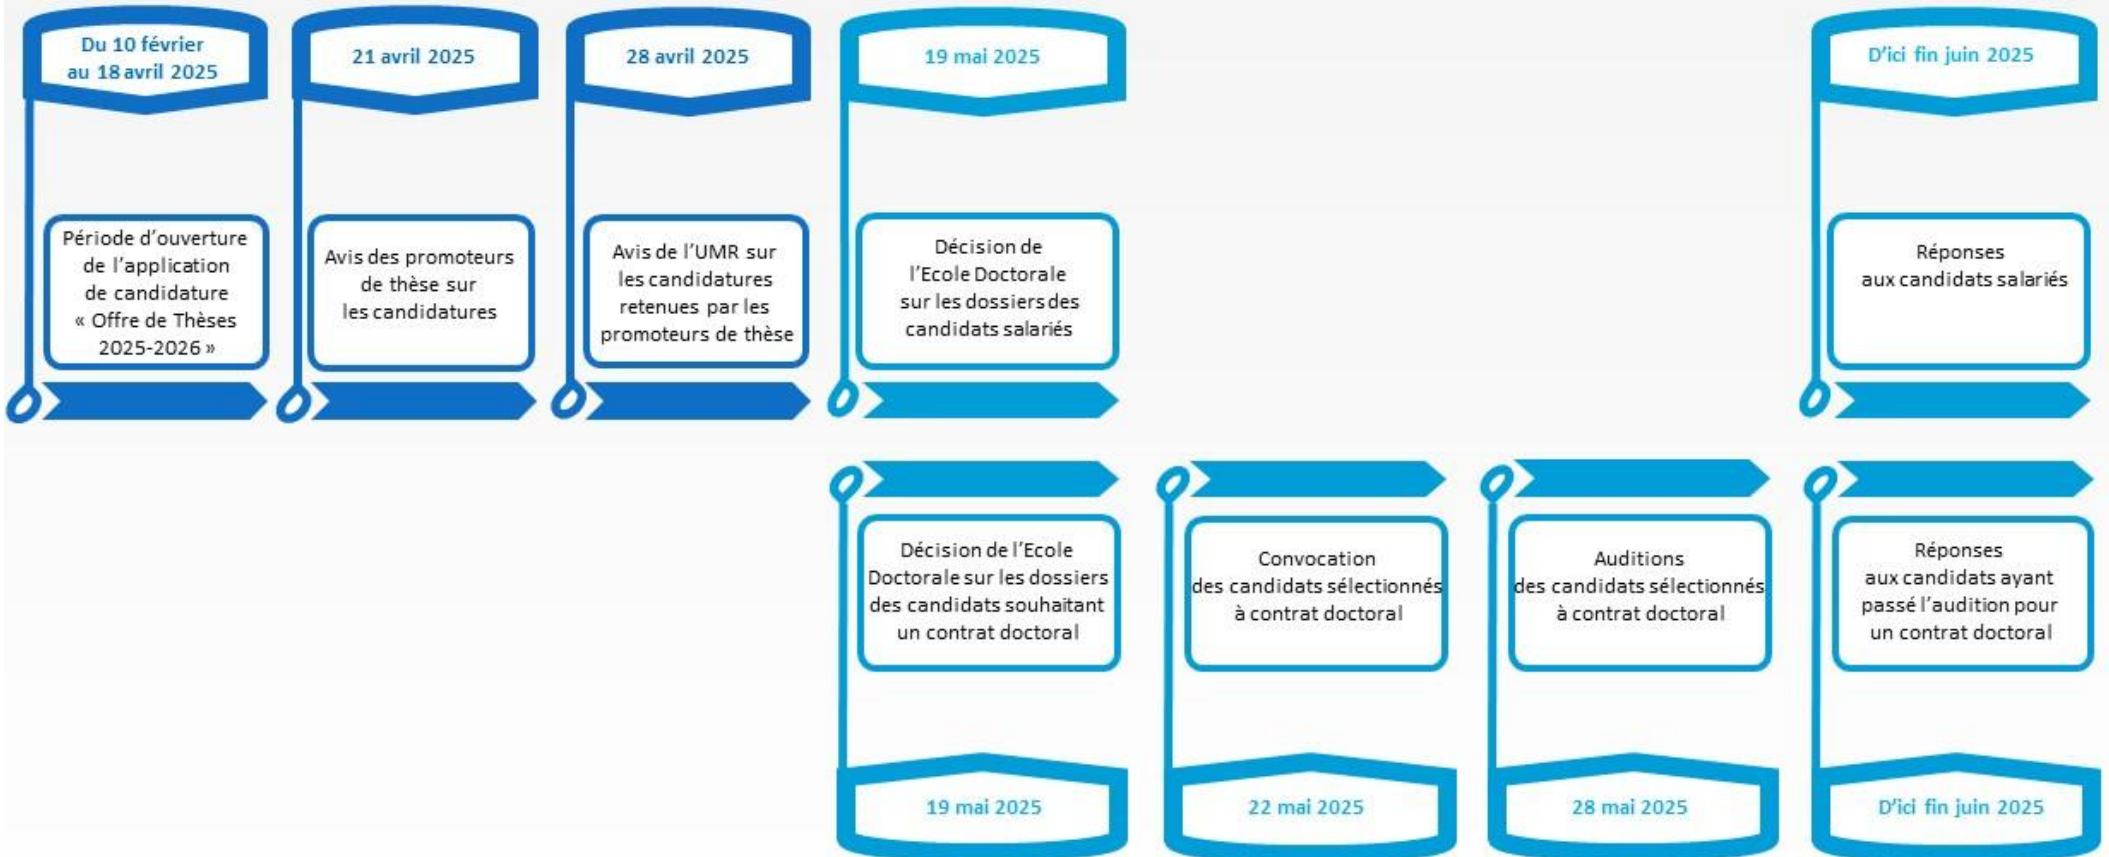 Du 10 février
au 18 avril 2025
Période d'ouverture
de l'application
de candidature
« Offre de Thèses
2025-2026 »
21 avril 2025
Avis des promoteurs
de thèse sur
les candidatures
28 avril 2025
Avis de l'UMR sur
les candidatures
retenues par les
promoteurs de thèse
19 mai 2025
Décision de
l'Ecole Doctorale
sur les dossiers des
candidats salariés
D'ici fin juin 2025
Réponses
aux candidats salariés
Décision de l'Ecole
Doctorale sur les dossiers
des candidats souhaitant
un contrat doctoral
19 mai 2025
Convocation
des candidats sélectionnés
à contrat doctoral
22 mai 2025
Auditions
des candidats sélectionnés
à contrat doctoral
28 mai 2025
Réponses
aux candidats ayant
passé l'audition pour
un contrat doctoral
D'ici fin juin 2025